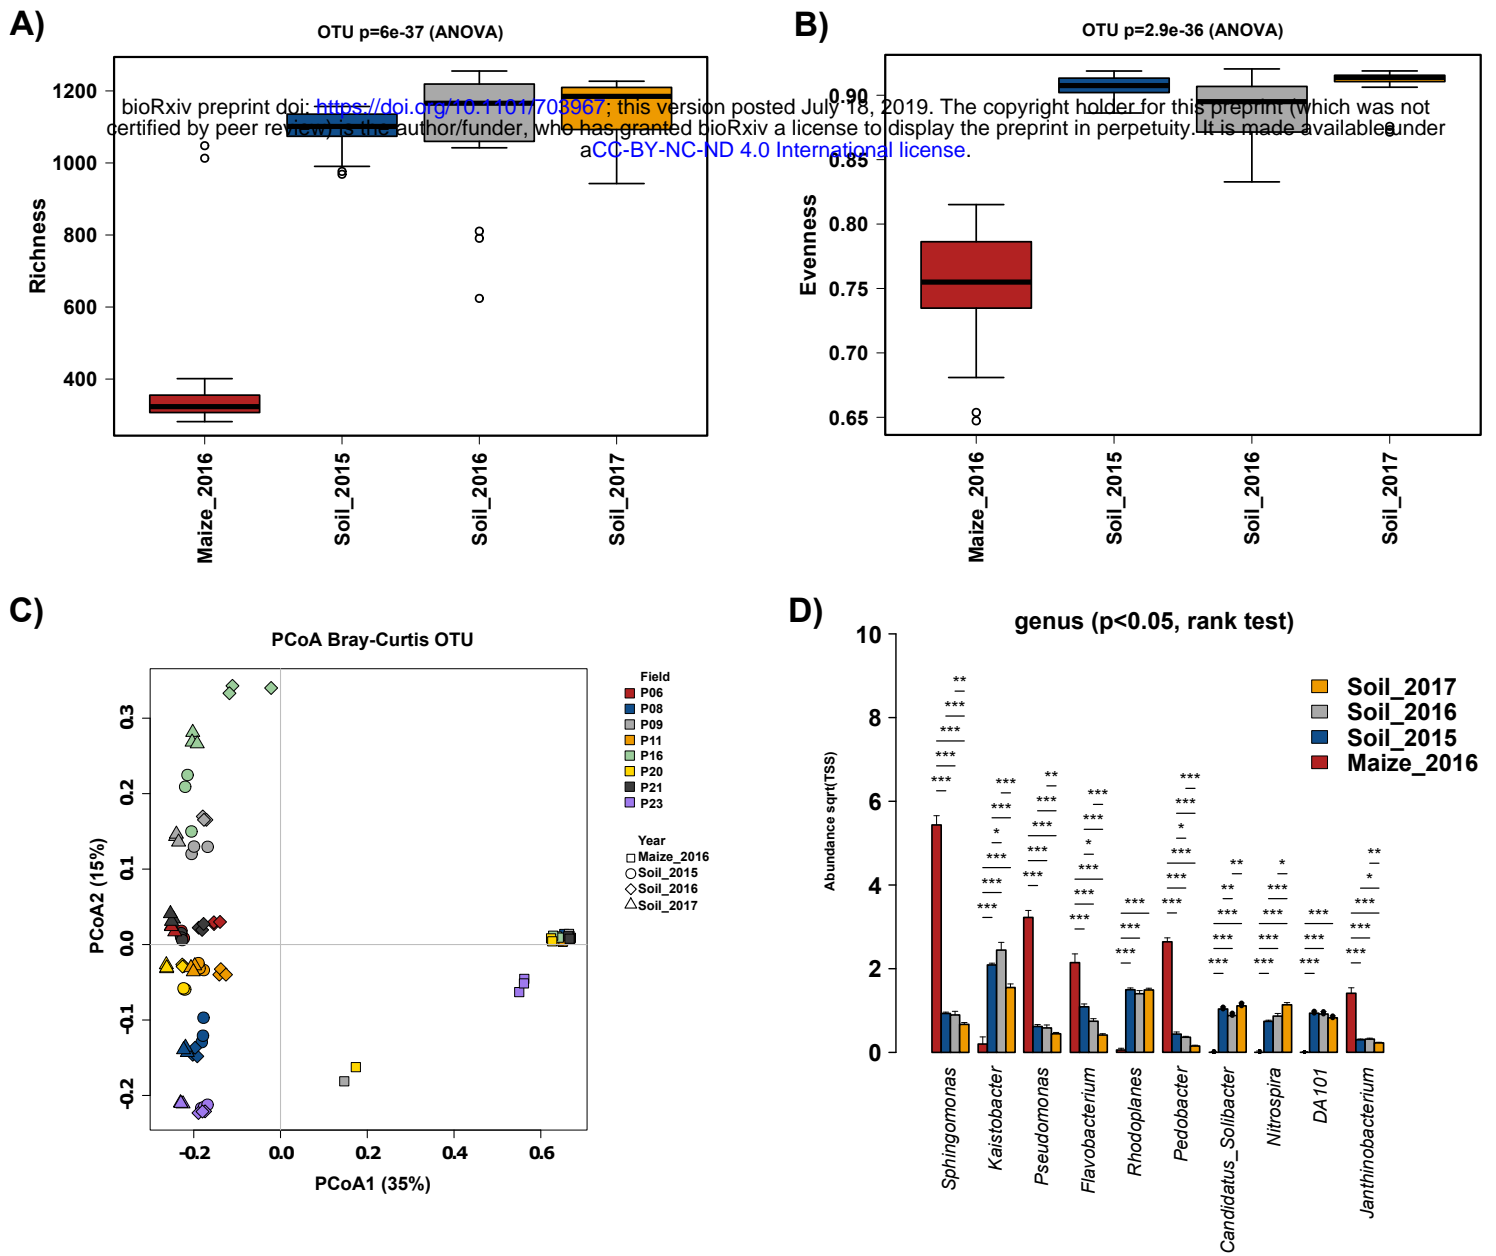 A)
OTU p=6e-37 (ANOVA)
Richness
1200
1000
800
600
400
Maize_2016
Soil_2015
Soil_2016
Soil_2017
B)
OTU p=2.9e-36 (ANOVA)
Evenness
0.90
0.85
0.80
0.75
0.70
0.65
Maize_2016
Soil_2015
Soil_2016
Soil_2017
bioRxiv preprint doi: https://doi.org/10.1101/703967; this version posted July 18, 2019. The copyright holder for this preprint (which was not
certified by peer review) is the author/funder, who has granted bioRxiv a license to display the preprint in perpetuity. It is made available under
aCC-BY-NC-ND 4.0 International license.
C)
PCoA Bray-Curtis OTU
PCoA2 (15%)
0.3
0.2
0.1
0.0
-0.1
-0.2
-0.2 0.0 0.2 0.4 0.6
PCoA1 (35%)
Field
P06
P08
P09
P11
P16
P20
P21
P23
Year
Maize_2016
Soil_2015
Soil_2016
Soil_2017
D)
genus (p<0.05, rank test)
Abundance sqrt(TSS)
10
8
6
4
2
0
Soil_2017
Soil_2016
Soil_2015
Maize_2016
**
***
***
***
***
***
***
*
***
***
***
**
***
***
***
***
***
***
*
***
***
***
***
***
***
***
***
*
***
***
***
**
**
***
***
***
*
***
***
***
***
***
***
***
**
*
***
***
***
Sphingomonas
Kaistobacter
Pseudomonas
Flavobacterium
Rhodoplanes
Pedobacter
Candidatus_Solibacter
Nitrospira
DA101
Janthinobacterium